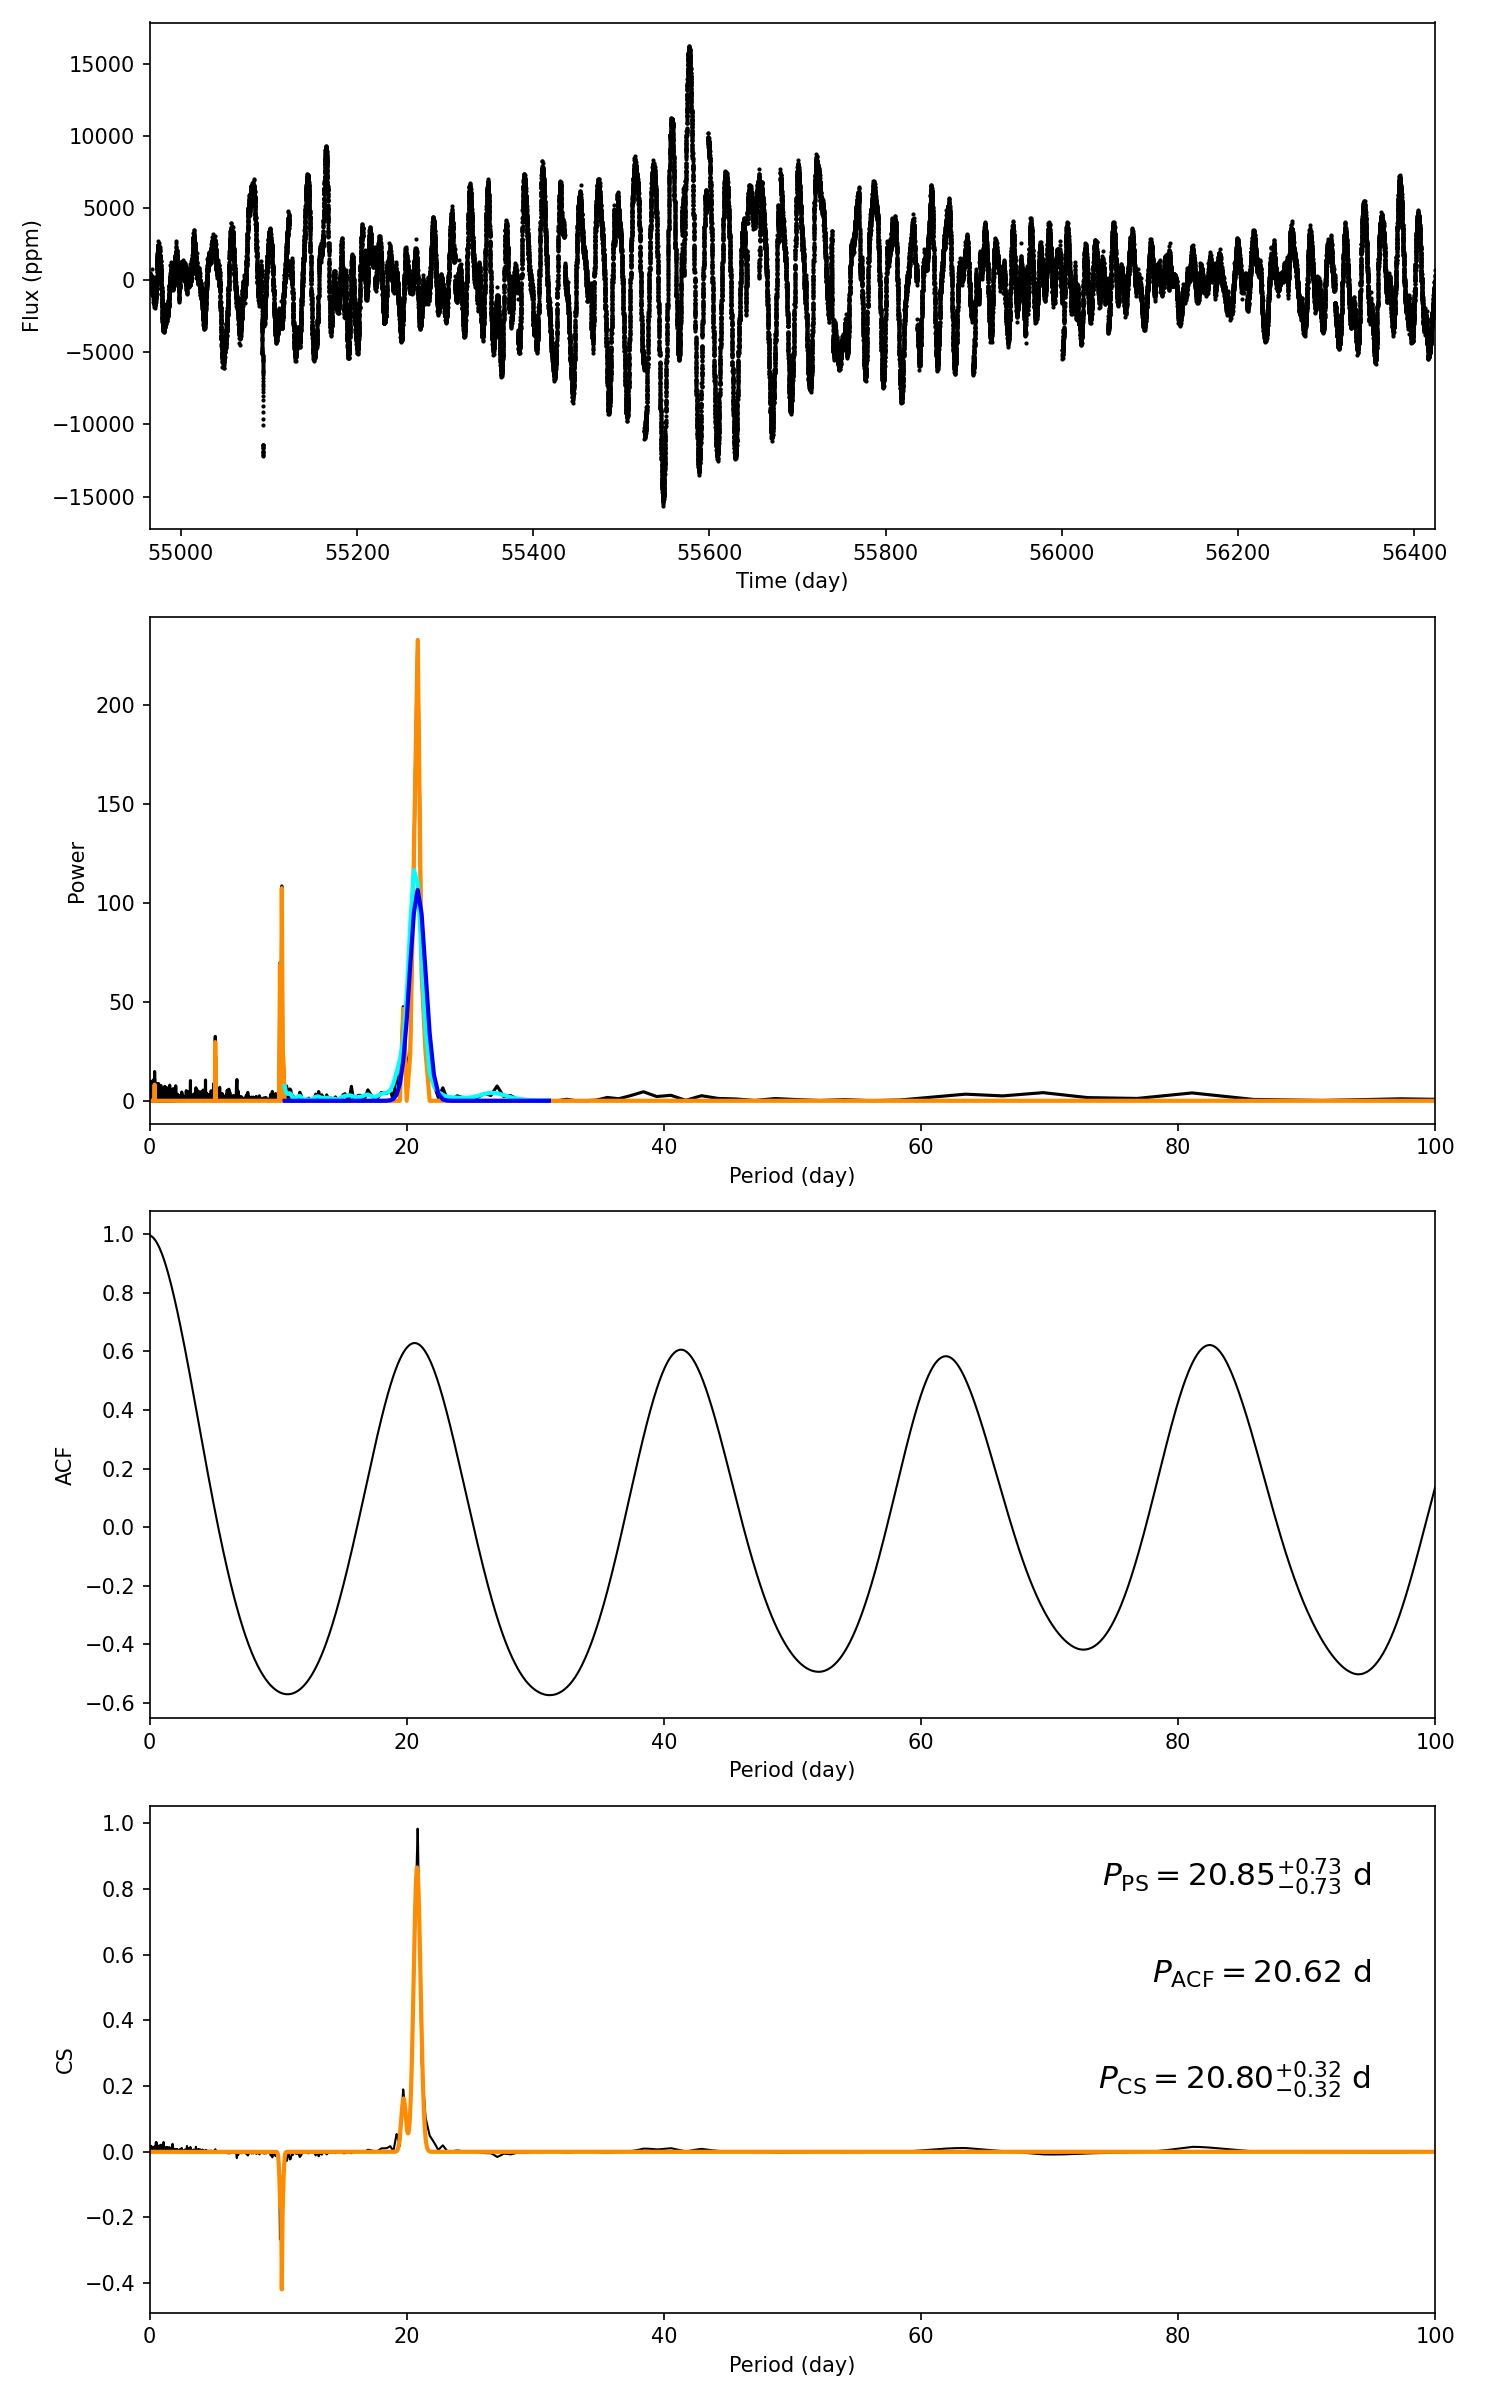 15000
10000
5000
0
−5000
−10000
−15000
Flux (ppm)
55000 55200 55400 55600 55800 56000 56200 56400
Time (day)
200
150
100
50
0
Power
0 20 40 60 80 100
Period (day)
1.0
0.8
0.6
0.4
0.2
0.0
−0.2
−0.4
−0.6
ACF
0 20 40 60 80 100
Period (day)
1.0
0.8
0.6
0.4
0.2
0.0
−0.2
−0.4
CS
P_PS = 20.85^{+0.73}_{−0.73} d
P_ACF = 20.62 d
P_CS = 20.80^{+0.32}_{−0.32} d
0 20 40 60 80 100
Period (day)